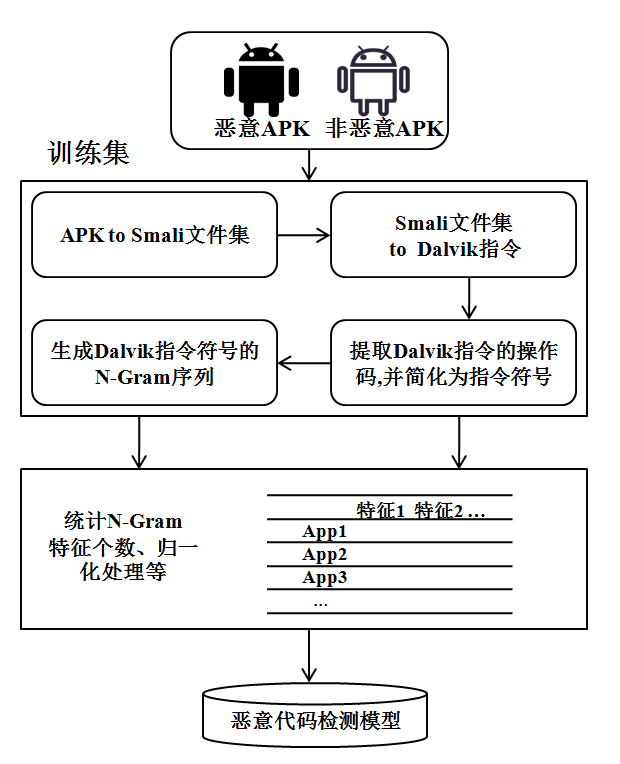 恶意APK 非恶意APK
训练集
APK to Smali文件集
Smali文件集
to Dalvik指令
生成Dalvik指令符号的
N-Gram序列
提取Dalvik指令的操作
码,并简化为指令符号
统计N-Gram
特征个数、归一
化处理等
特征1 特征2 ...
App1
App2
App3
...
恶意代码检测模型